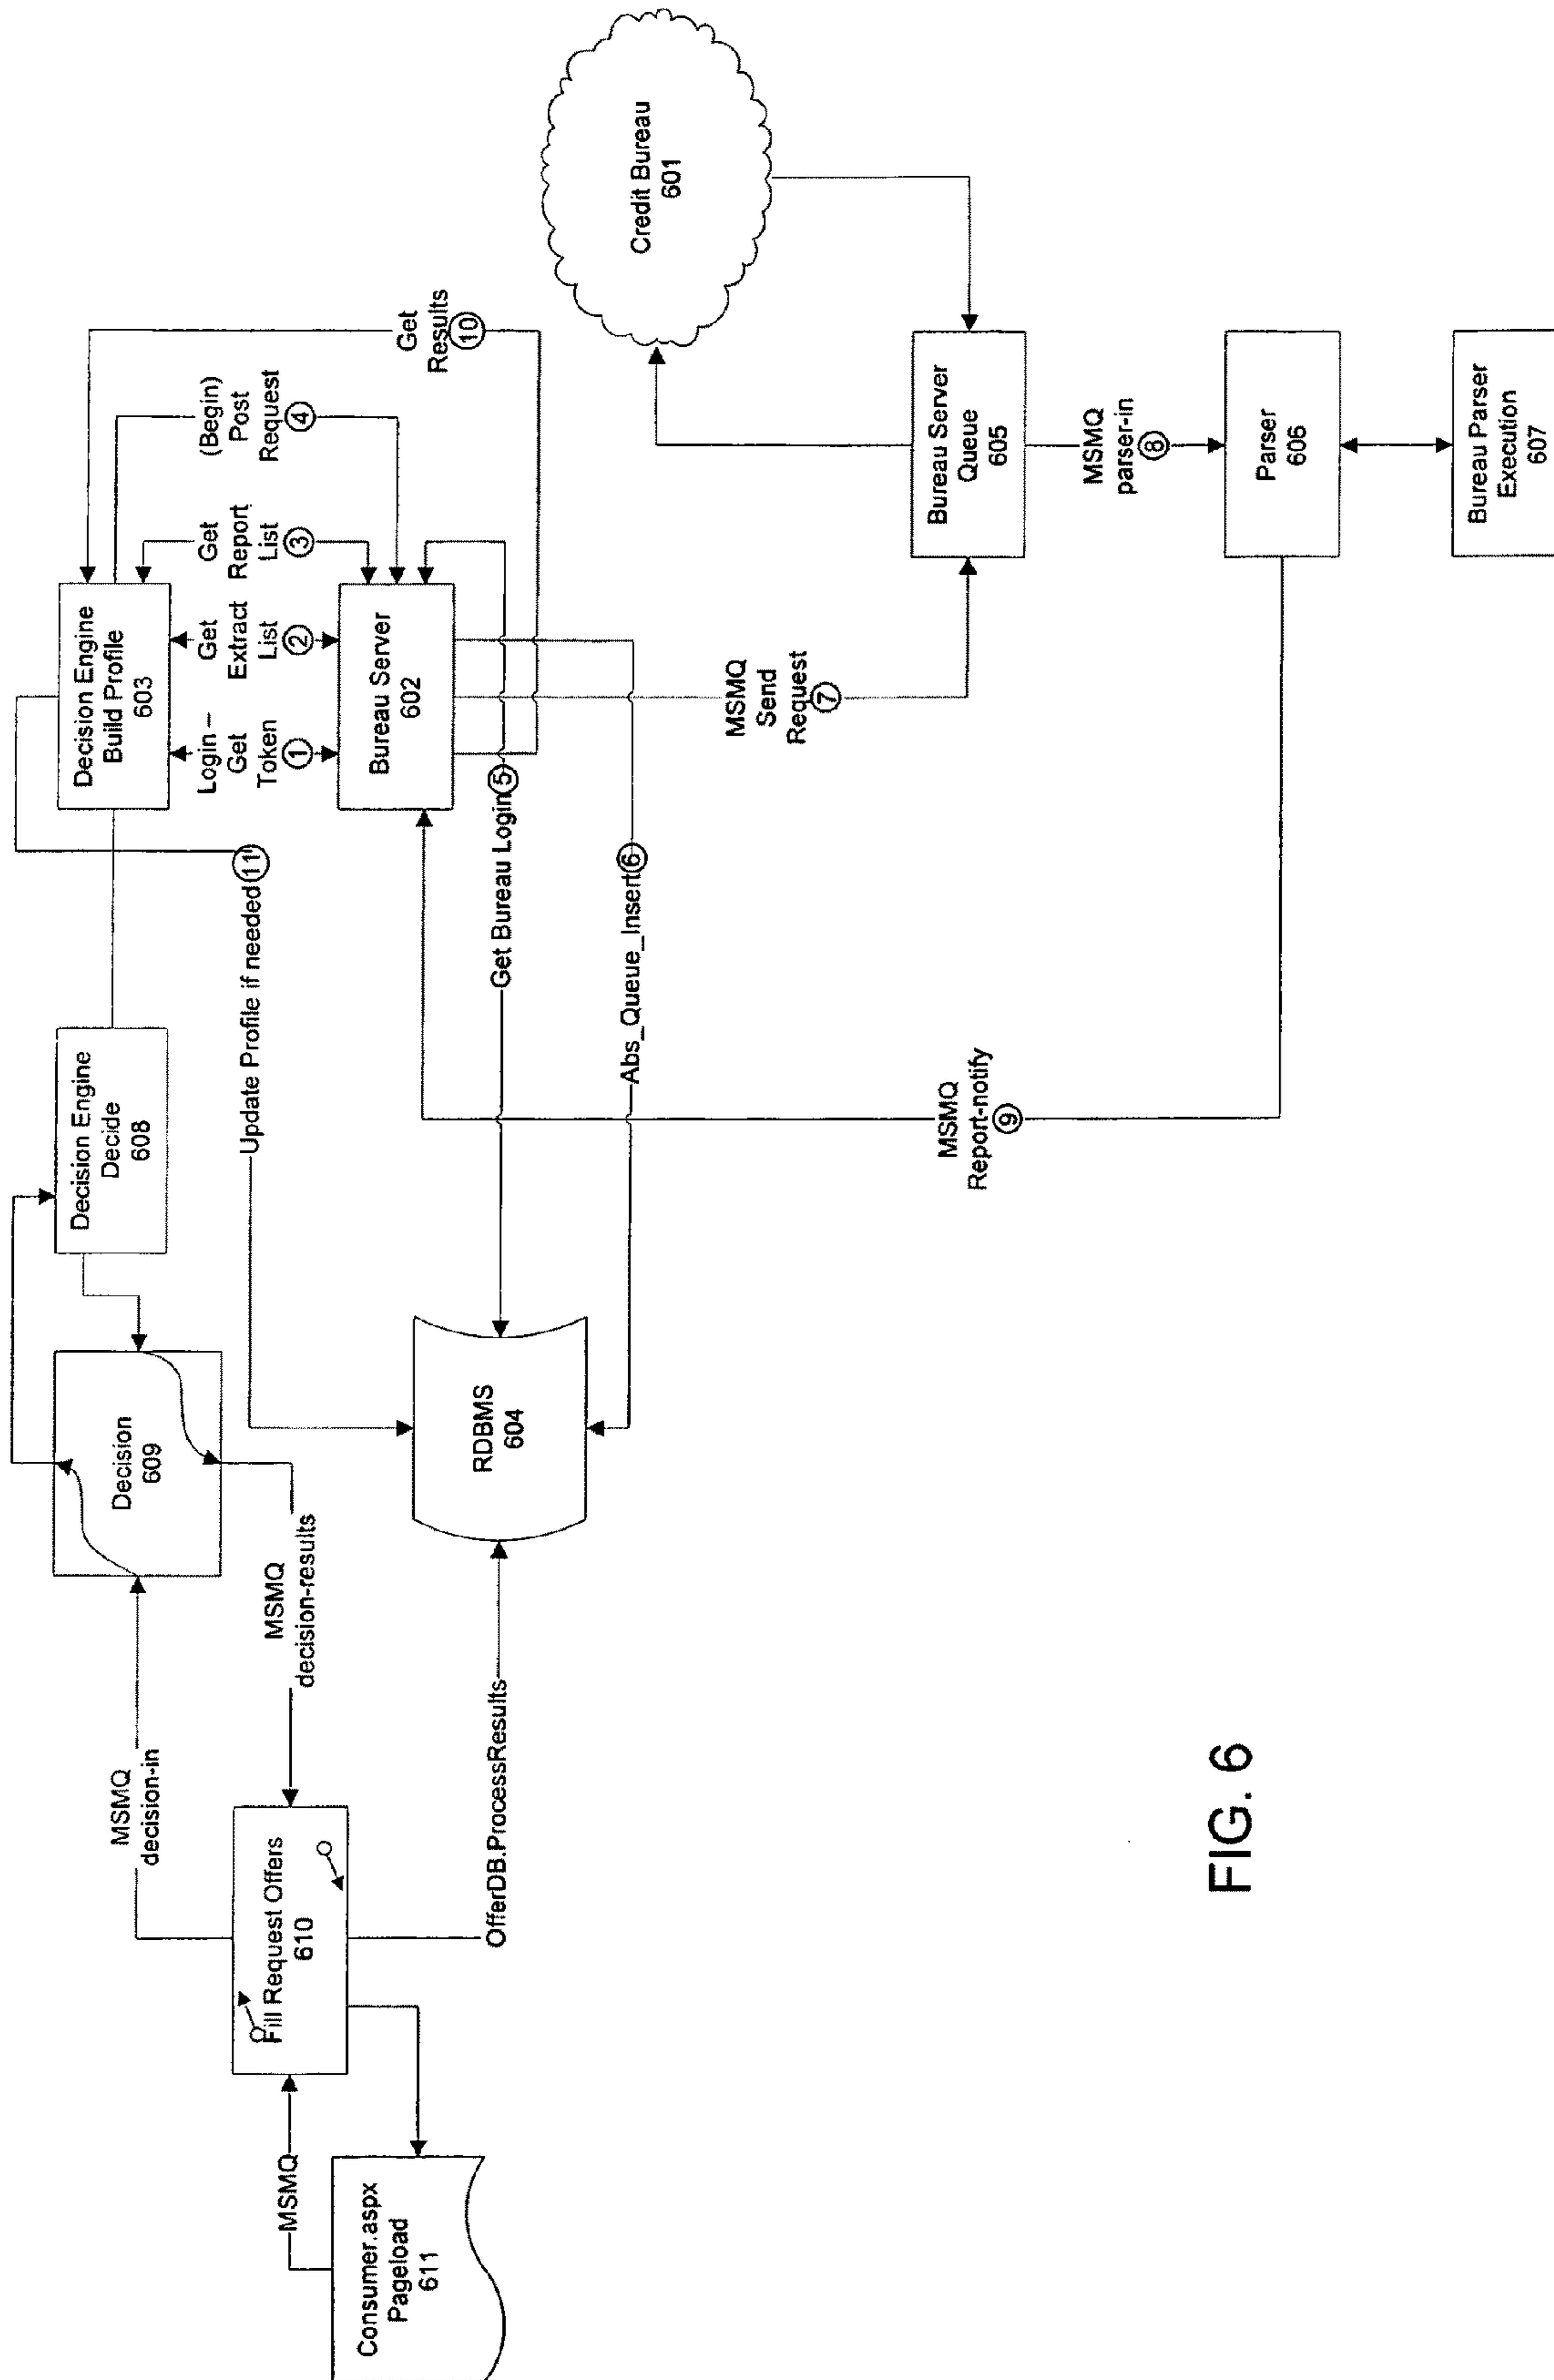 Consumer.aspx
Pageload
611
MSMQ
Fill Request Offers
610
MSMQ
decision-in
MSMQ
decision-results
OfferDB.ProcessResults
Decision
609
Decision Engine
Decide
608
RDBMS
604
Update Profile if needed
11
Get Bureau Login
5
Abs_Queue_Insert
6
Decision Engine
Build Profile
603
Login –
Get
Token
1
Get
Extract
List
2
Get
Report
List
3
(Begin)
Post
Request
4
Get
Results
10
Bureau Server
602
MSMQ
Send
Request
7
MSMQ
Report-notify
9
Credit Bureau
601
Bureau Server
Queue
605
MSMQ
parser-in
8
Parser
606
Bureau Parser
Execution
607
FIG. 6